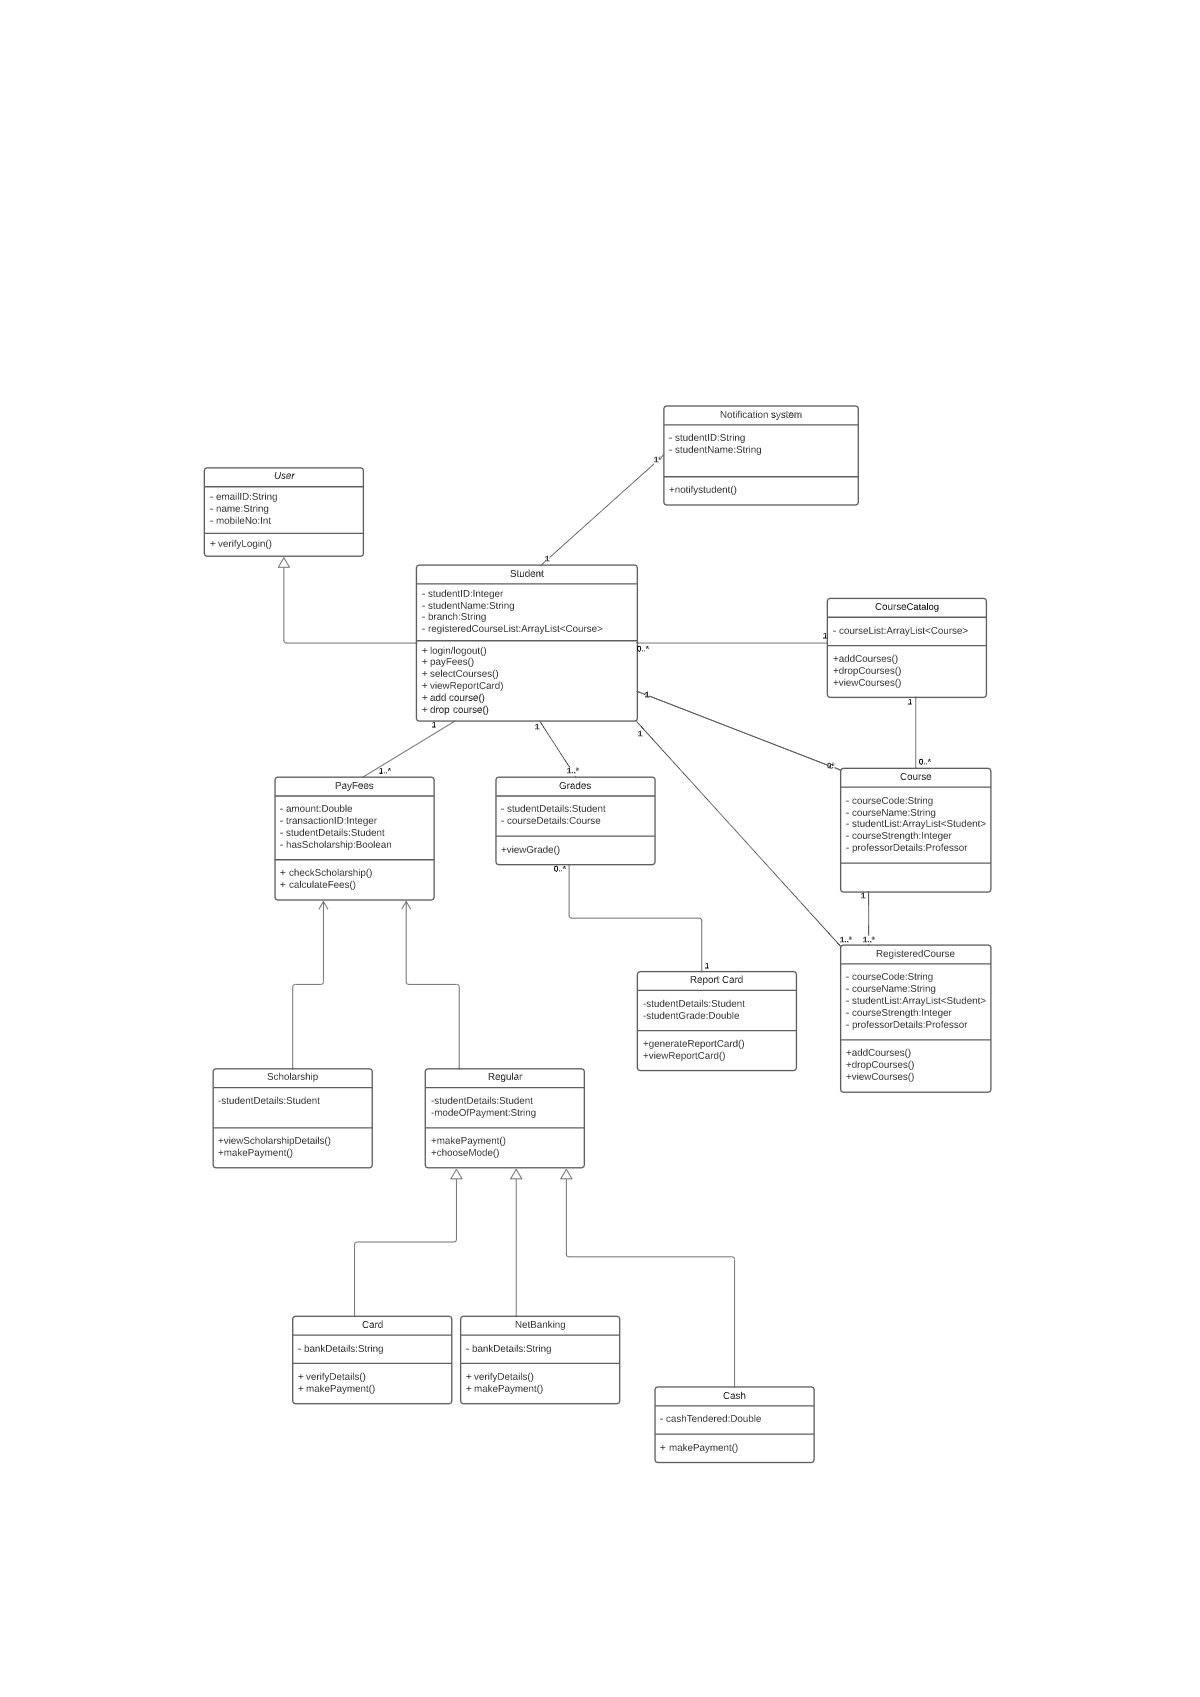 Notification system
- studentID:String
- studentName:String
+notifystudent()
1*
1
User
- emailID:String
- name:String
- mobileNo:Int
+ verifyLogin()
Student
- studentID:Integer
- studentName:String
- branch:String
- registeredCourseList:ArrayList<Course>
+ login/logout()
+ payFees()
+ selectCourses()
+ viewReportCard)
+ add course()
+ drop course()
0..*
1
CourseCatalog
- courseList:ArrayList<Course>
+addCourses()
+dropCourses()
+viewCourses()
1
0..*
1
1
1
1
1..*
1..*
PayFees
- amount:Double
- transactionID:Integer
- studentDetails:Student
- hasScholarship:Boolean
+ checkScholarship()
+ calculateFees()
Grades
- studentDetails:Student
- courseDetails:Course
+viewGrade()
0..*
1
Course
- courseCode:String
- courseName:String
- studentList:ArrayList<Student>
- courseStrength:Integer
- professorDetails:Professor
1
1..*
1..*
RegisteredCourse
- courseCode:String
- courseName:String
- studentList:ArrayList<Student>
- courseStrength:Integer
- professorDetails:Professor
+addCourses()
+dropCourses()
+viewCourses()
Report Card
-studentDetails:Student
-studentGrade:Double
+generateReportCard()
+viewReportCard()
Scholarship
-studentDetails:Student
+viewScholarshipDetails()
+makePayment()
Regular
-studentDetails:Student
-modeOfPayment:String
+makePayment()
+chooseMode()
Card
- bankDetails:String
+ verifyDetails()
+ makePayment()
NetBanking
- bankDetails:String
+ verifyDetails()
+ makePayment()
Cash
- cashTendered:Double
+ makePayment()